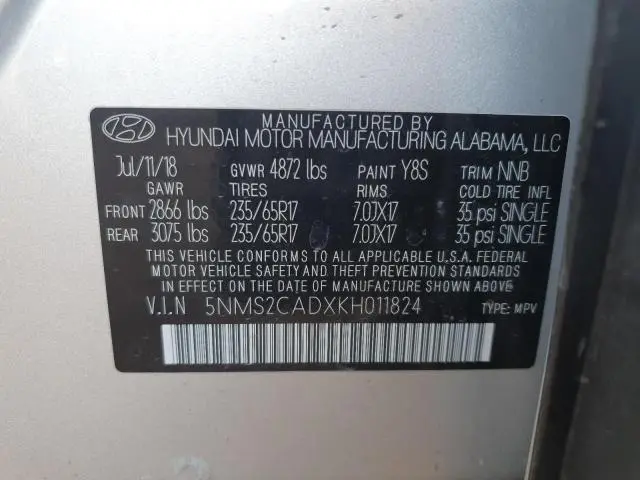 MANUFACTURED BY
HYUNDAI MOTOR MANUFACTURING ALABAMA, LLC
Jul/11/18 GVWR 4872 lbs PAINT Y8S TRIM NNB
GAWR TIRES RIMS COLD TIRE INFL
FRONT 2866 lbs 235/65R17 7.0JX17 35 psi SINGLE
REAR 3075 lbs 235/65R17 7.0JX17 35 psi SINGLE
THIS VEHICLE CONFORMS TO ALL APPLICABLE U.S.A. FEDERAL
MOTOR VEHICLE SAFETY, BUMPER, AND THEFT PREVENTION STANDARDS
IN EFFECT ON THE DATE OF MANUFACTURE SHOWN ABOVE
V.I.N 5NMS2CADXKH011824 TYPE: MPV